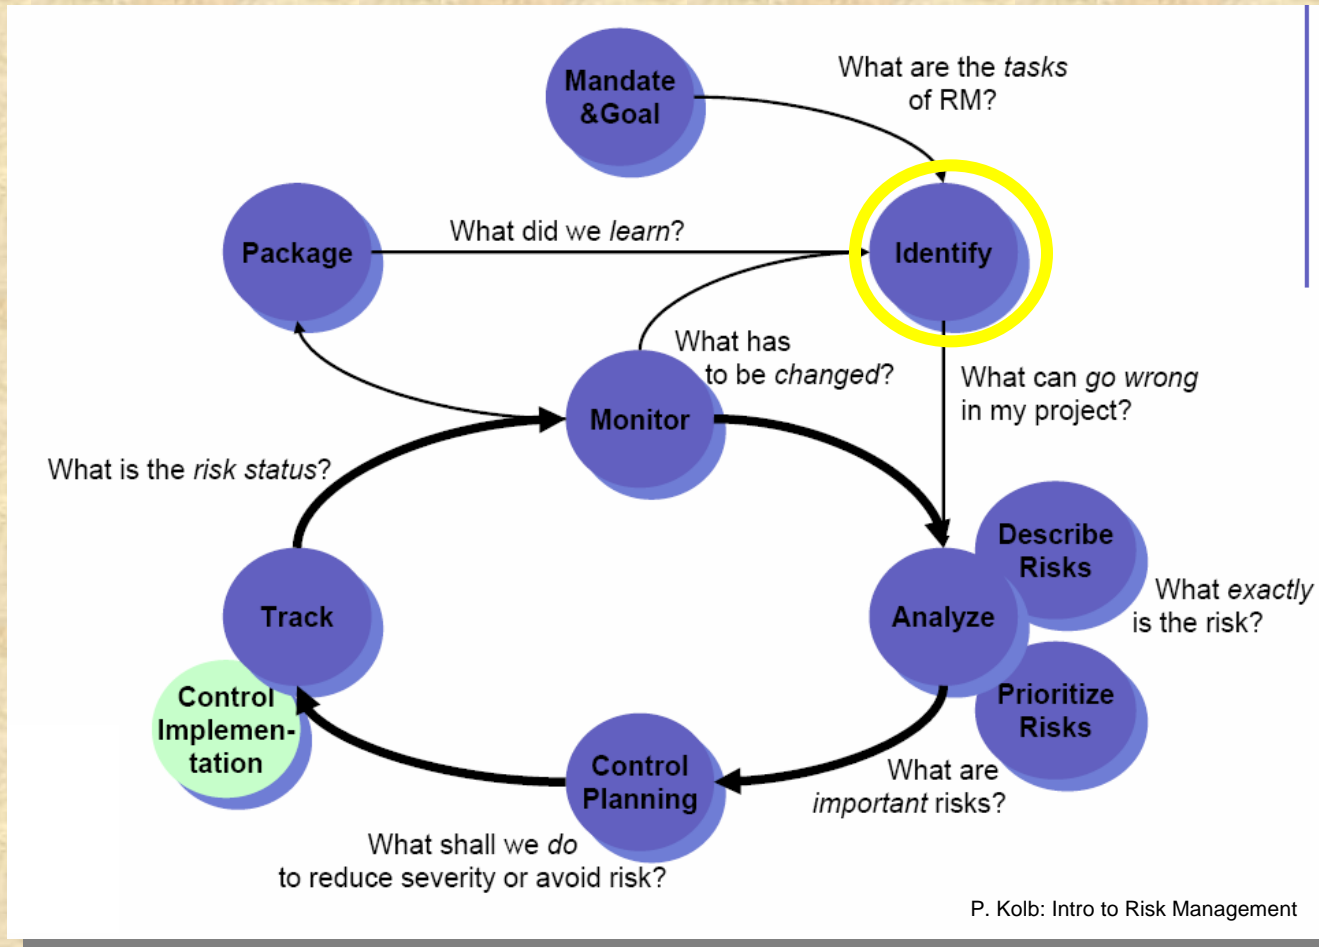 Mandate
&Goal
What are the tasks
of RM?
Package
What did we learn?
Identify
What has
to be changed?
What can go wrong
in my project?
Monitor
What is the risk status?
Describe
Risks
What exactly
is the risk?
Track
Analyze
Control
Implemen-
tation
Prioritize
Risks
Control
Planning
What are
important risks?
What shall we do
to reduce severity or avoid risk?
P. Kolb: Intro to Risk Management